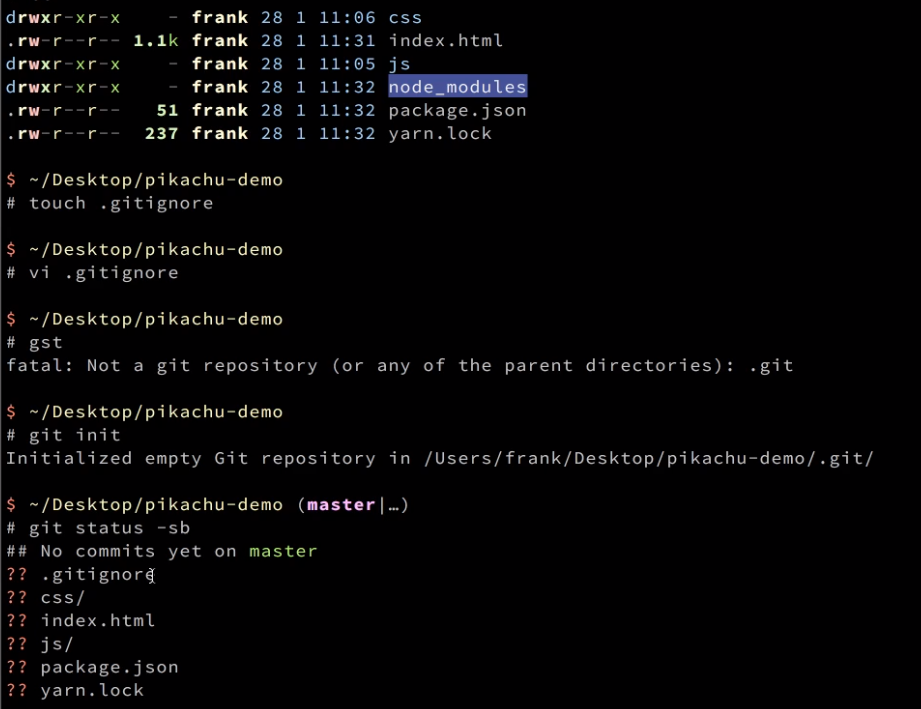 drwxr-xr-x    - frank 28 1 11:06 css
.rw-r--r-- 1.1k frank 28 1 11:31 index.html
drwxr-xr-x    - frank 28 1 11:05 js
drwxr-xr-x    - frank 28 1 11:32 node_modules
.rw-r--r--   51 frank 28 1 11:32 package.json
.rw-r--r--  237 frank 28 1 11:32 yarn.lock
$ ~/Desktop/pikachu-demo
# touch .gitignore
$ ~/Desktop/pikachu-demo
# vi .gitignore
$ ~/Desktop/pikachu-demo
# gst
fatal: Not a git repository (or any of the parent directories): .git
$ ~/Desktop/pikachu-demo
# git init
Initialized empty Git repository in /Users/frank/Desktop/pikachu-demo/.git/
$ ~/Desktop/pikachu-demo (master|…)
# git status -sb
## No commits yet on master
?? .gitignore
?? css/
?? index.html
?? js/
?? package.json
?? yarn.lock